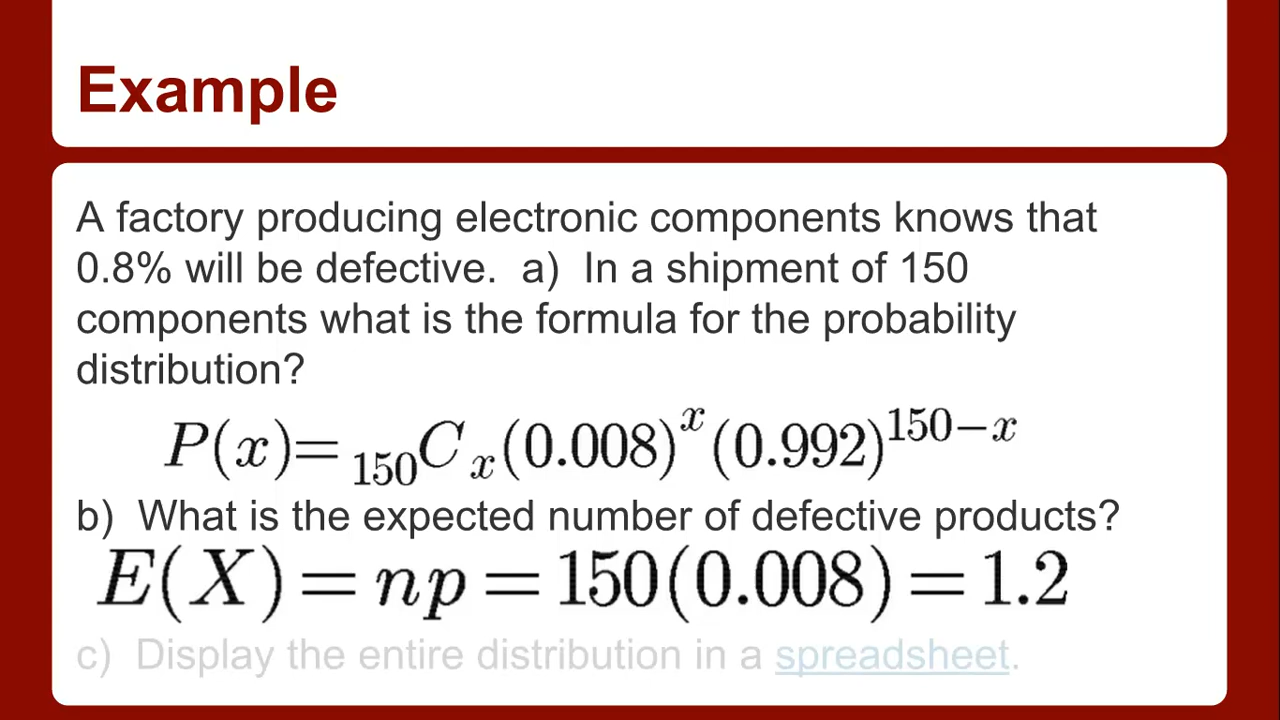 Example
A factory producing electronic components knows that
0.8% will be defective.  a)  In a shipment of 150
components what is the formula for the probability
distribution?
P(x)= ₁₅₀Cₓ(0.008)ˣ(0.992)¹⁵⁰⁻ˣ
b)  What is the expected number of defective products?
E(X) = np = 150(0.008) = 1.2
c)  Display the entire distribution in a spreadsheet.